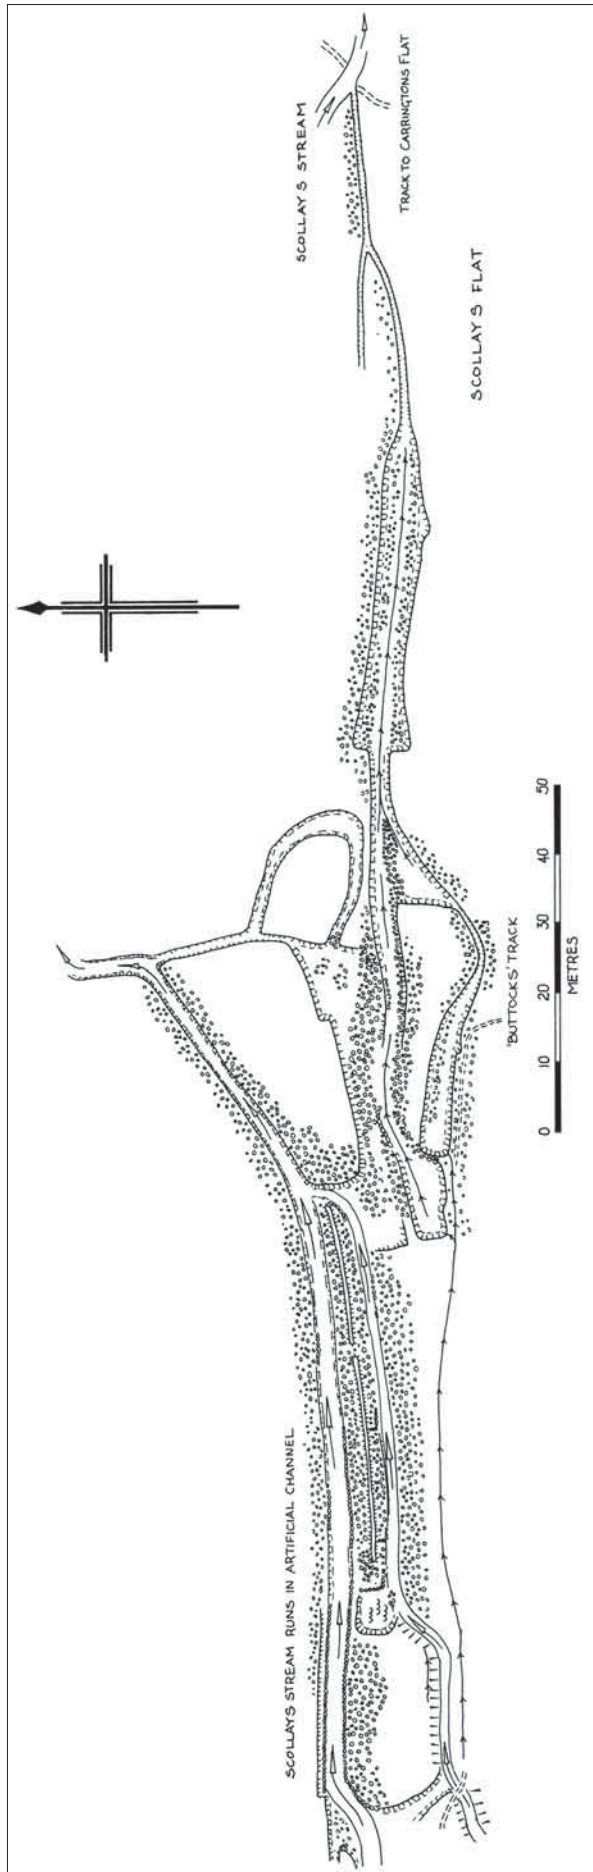 SCOLLAYS STREAM
TRACK TO CARRINGTONS FLAT
SCOLLAYS FLAT
'BUTTOCKS' TRACK
0 10 20 30 40 50
METRES
SCOLLAYS STREAM RUNS IN ARTIFICIAL CHANNEL